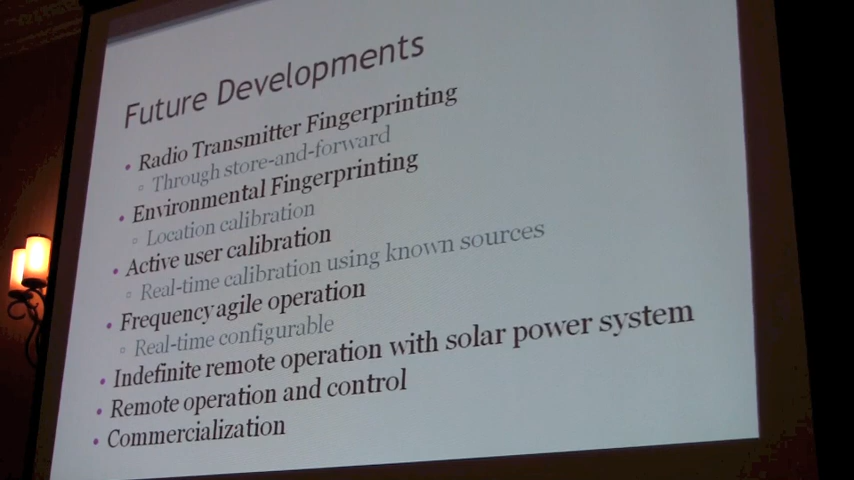 Future Developments
• Radio Transmitter Fingerprinting
▫ Through store-and-forward
• Environmental Fingerprinting
▫ Location calibration
• Active user calibration
▫ Real-time calibration using known sources
• Frequency agile operation
▫ Real-time configurable
• Indefinite remote operation with solar power system
• Remote operation and control
• Commercialization